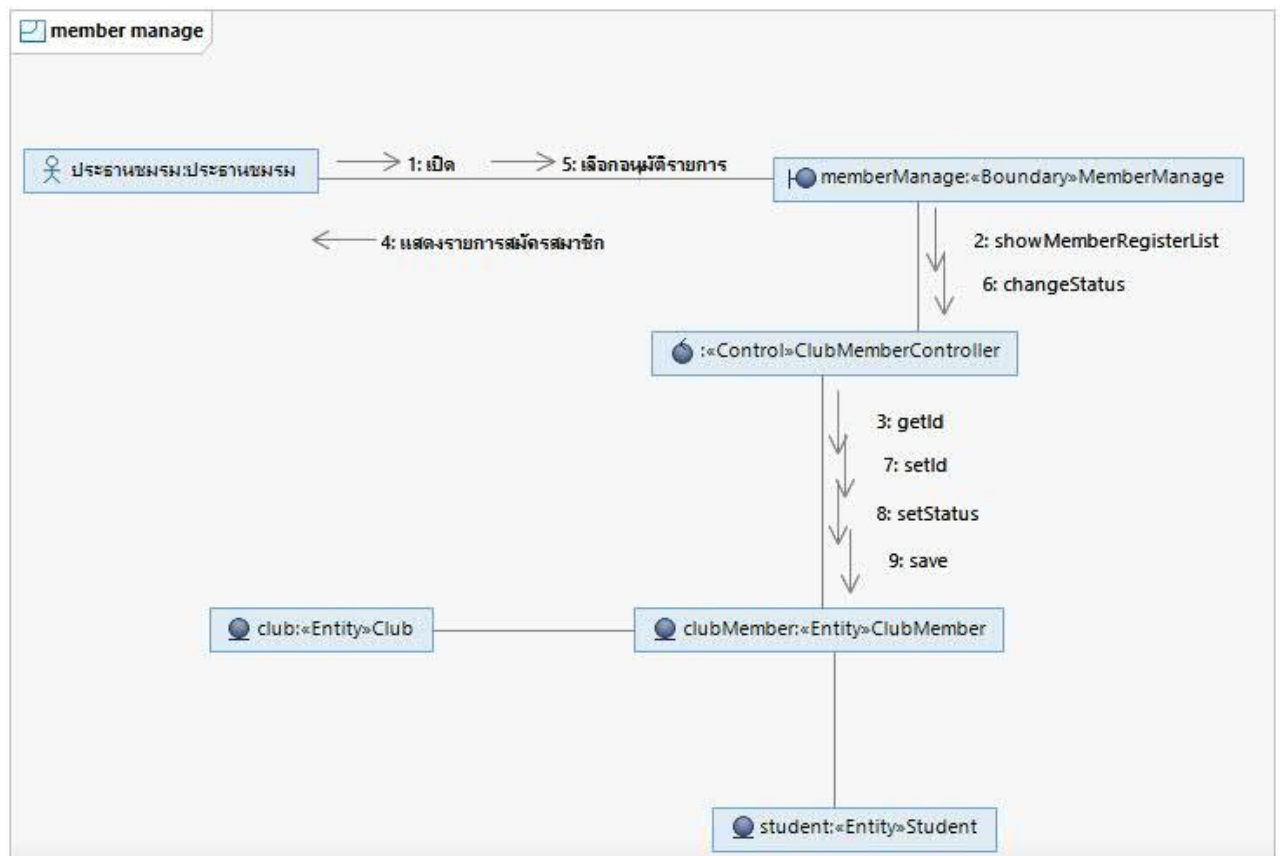 member manage
ประธานชมรม:ประธานชมรม
1: เปิด
5: เลือกอนุมัติรายการ
memberManage:«Boundary»MemberManage
4: แสดงรายการสมัครสมาชิก
2: showMemberRegisterList
6: changeStatus
:«Control»ClubMemberController
3: getId
7: setId
8: setStatus
9: save
club:«Entity»Club
clubMember:«Entity»ClubMember
student:«Entity»Student